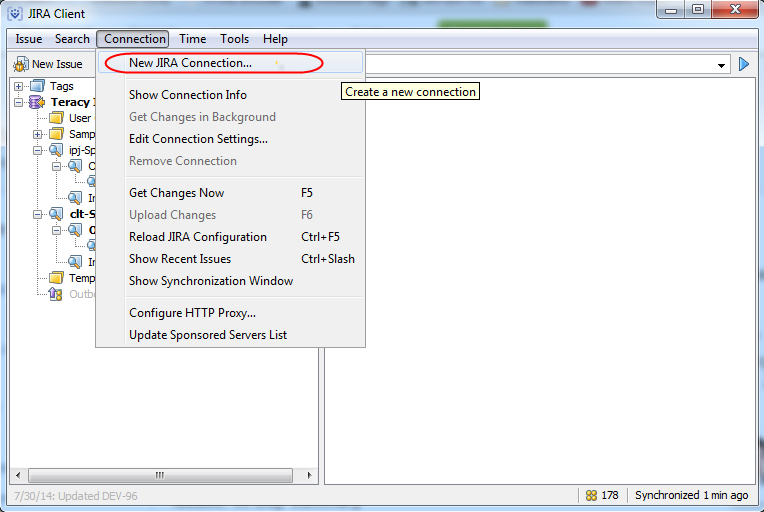 JIRA Client
Issue Search Connection Time Tools Help
New Issue
New JIRA Connection...
Create a new connection
Show Connection Info
Get Changes in Background
Edit Connection Settings...
Remove Connection
Get Changes Now F5
Upload Changes F6
Reload JIRA Configuration Ctrl+F5
Show Recent Issues Ctrl+Slash
Show Synchronization Window
Configure HTTP Proxy...
Update Sponsored Servers List
Tags
Teracy
User
Samp
ipj-Sp
O
In
clt-S
O
In
Temp
Outbo
7/30/14: Updated DEV-96
178
Synchronized 1 min ago